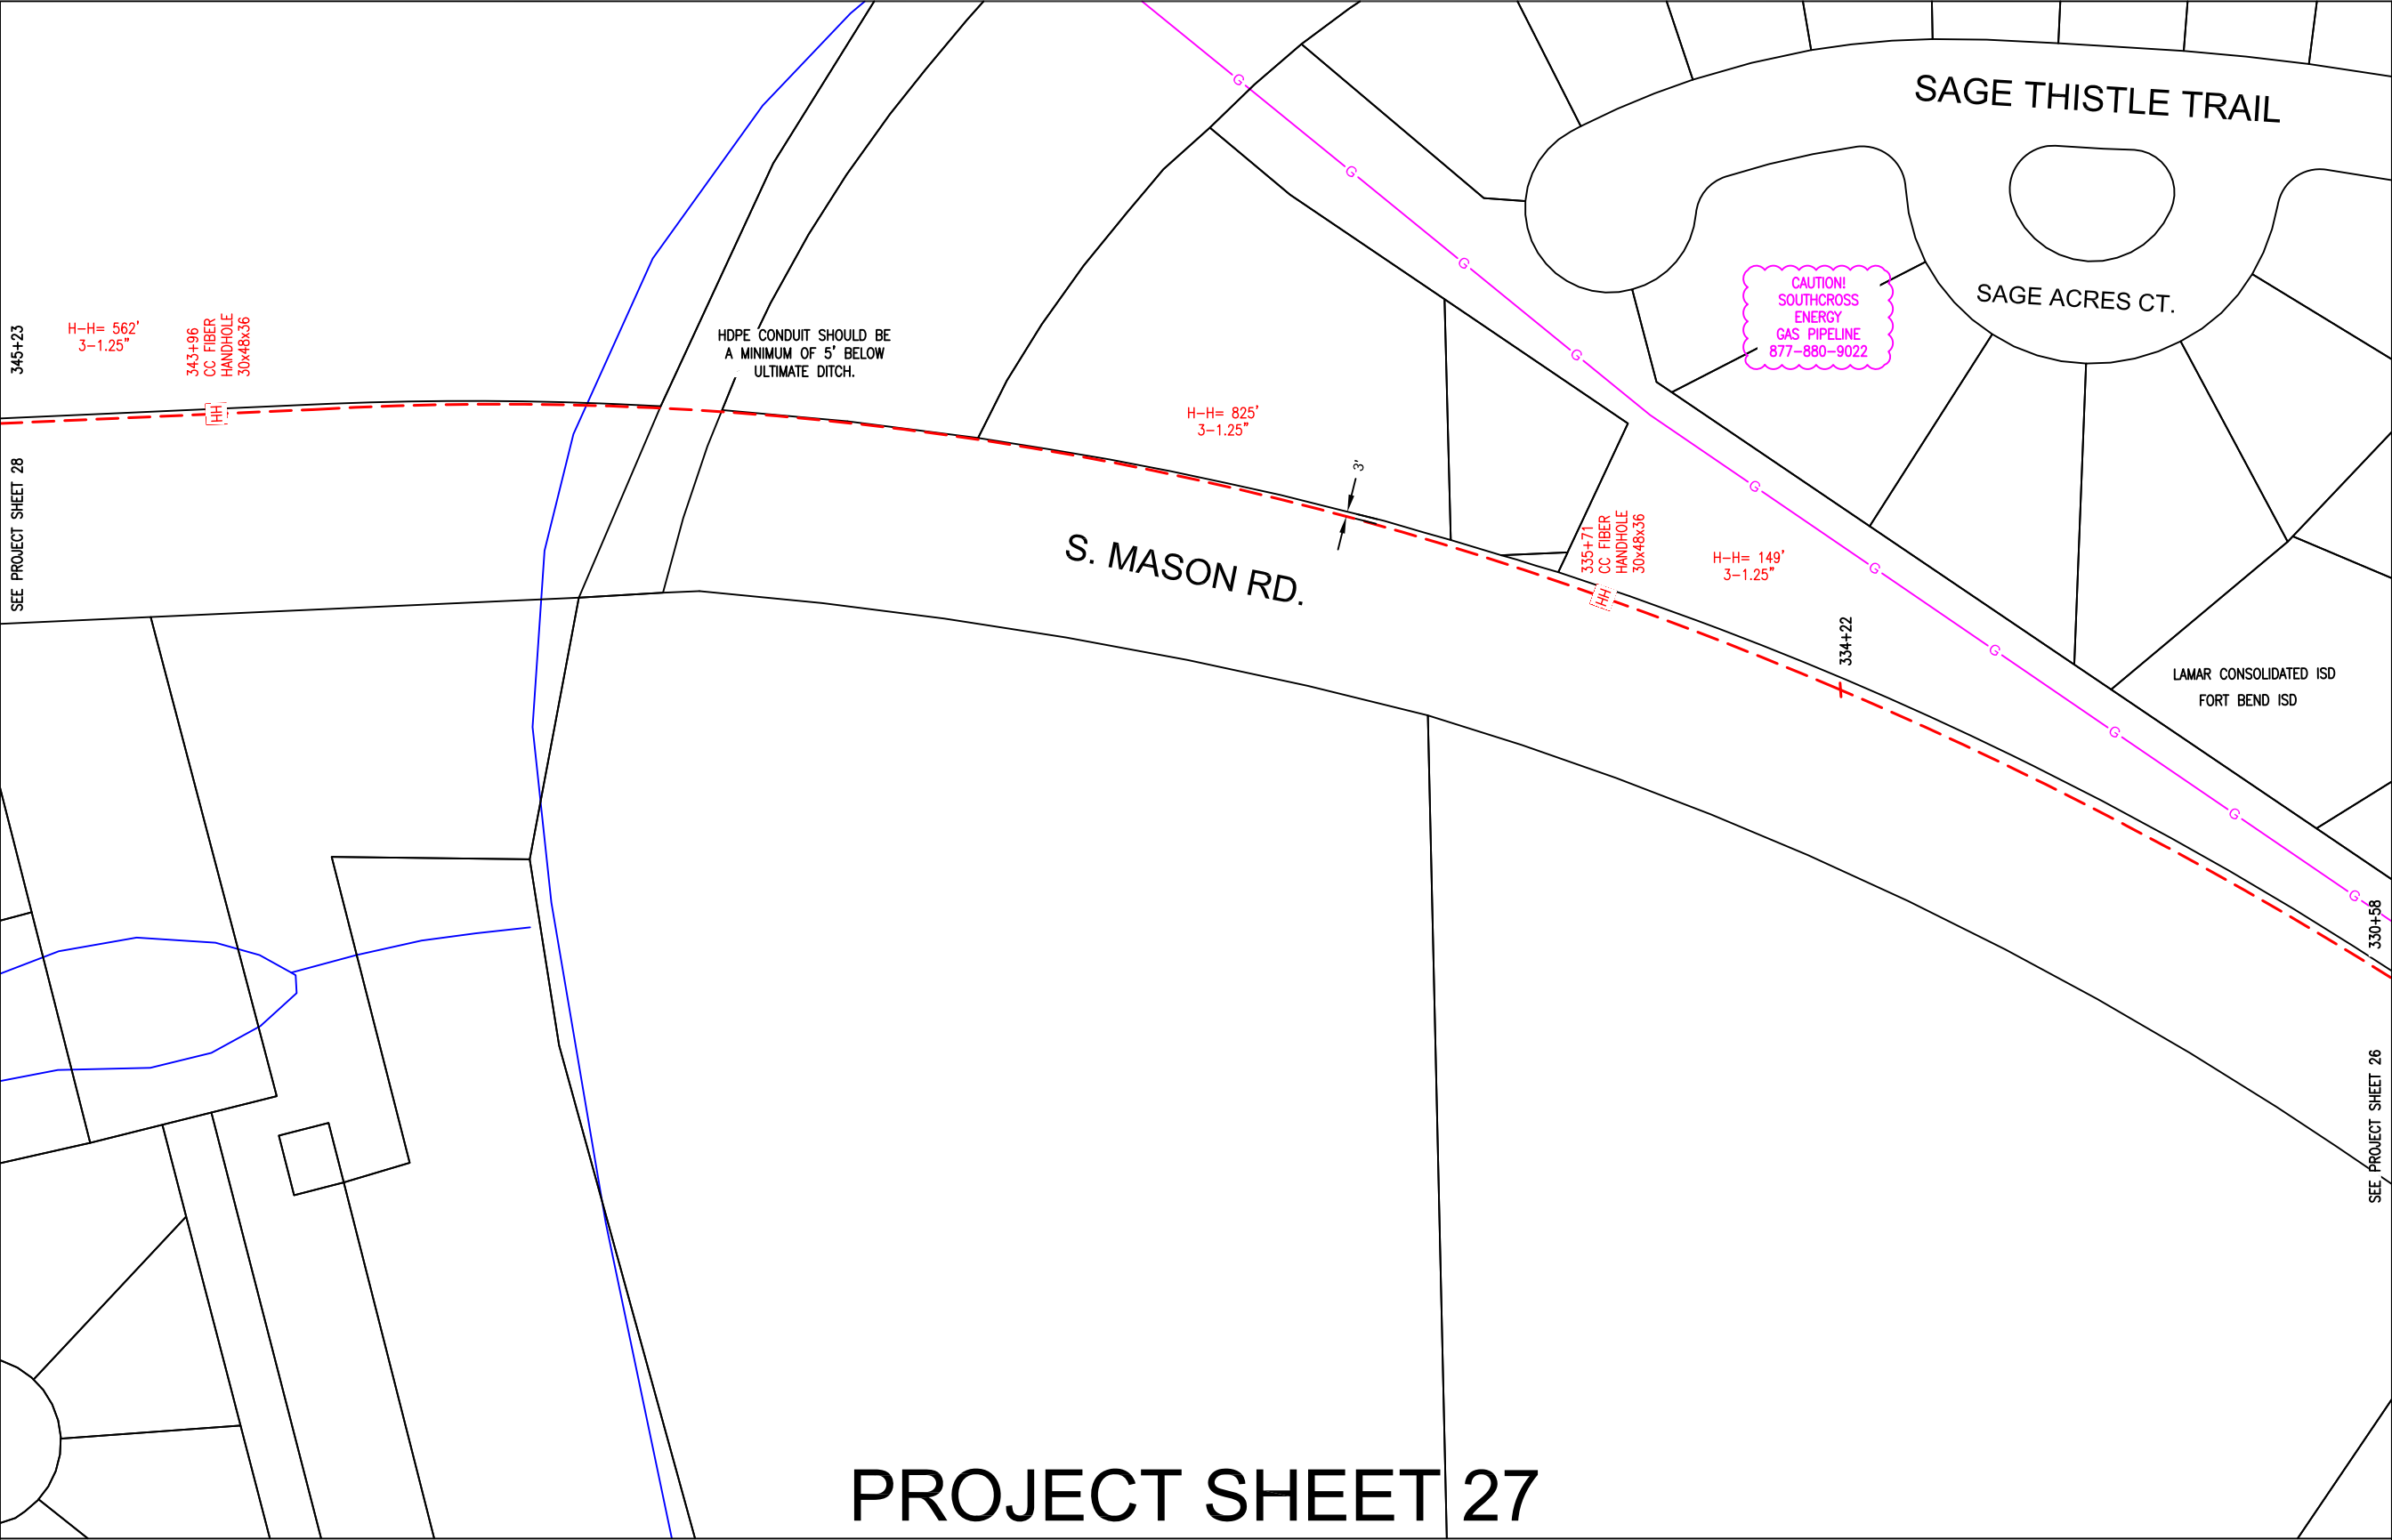 SAGE THISTLE TRAIL
SAGE ACRES CT.
CAUTION!
SOUTHCROSS
ENERGY
GAS PIPELINE
877-880-9022
G
G
G
G
G
G
G
G
G
G
345+23
H-H= 562'
3-1.25"
343+96
CC FIBER
HANDHOLE
30x48x36
HH
HDPE CONDUIT SHOULD BE
A MINIMUM OF 5' BELOW
ULTIMATE DITCH.
H-H= 825'
3-1.25"
3'
SEE PROJECT SHEET 28
S. MASON RD.
335+71
CC FIBER
HANDHOLE
30x48x36
HH
H-H= 149'
3-1.25"
334+22
LAMAR CONSOLIDATED ISD
FORT BEND ISD
330+58
SEE PROJECT SHEET 26
PROJECT SHEET 27